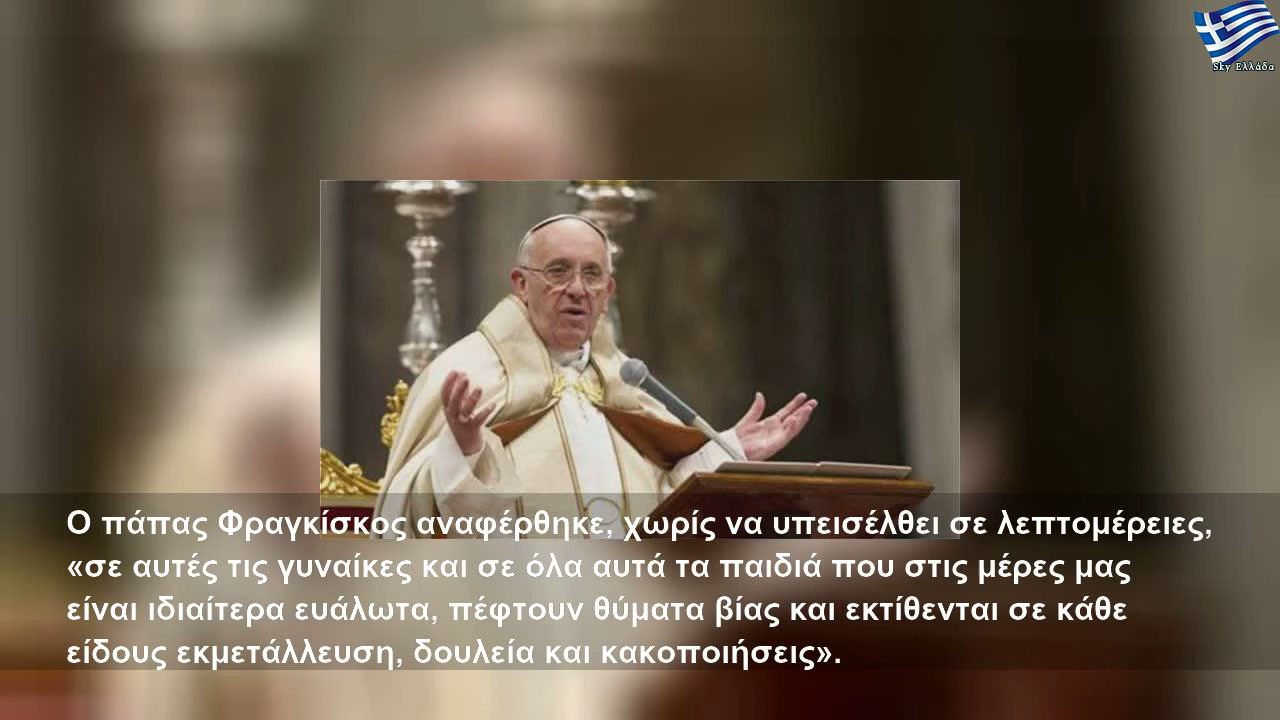 Sky Ελλάδα
Ο πάπας Φραγκίσκος αναφέρθηκε, χωρίς να υπεισέλθει σε λεπτομέρειες,
«σε αυτές τις γυναίκες και σε όλα αυτά τα παιδιά που στις μέρες μας
είναι ιδιαίτερα ευάλωτα, πέφτουν θύματα βίας και εκτίθενται σε κάθε
είδους εκμετάλλευση, δουλεία και κακοποιήσεις».